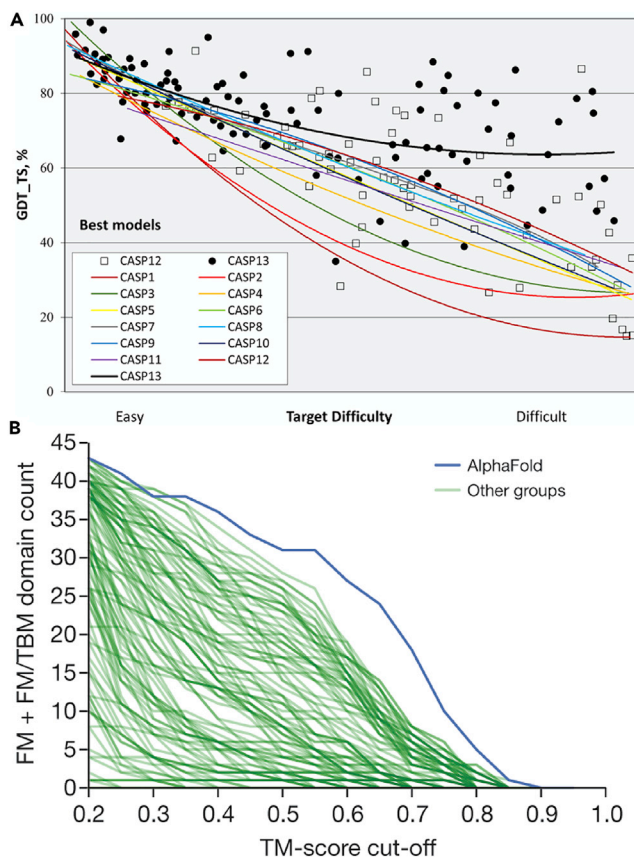 A
100
80
60
40
20
0
GDT_TS, %
Best models
CASP12 CASP13
CASP1 CASP2
CASP3 CASP4
CASP5 CASP6
CASP7 CASP8
CASP9 CASP10
CASP11 CASP12
CASP13
Easy Target Difficulty Difficult
B
45
40
35
30
25
20
15
10
5
0
FM + FM/TBM domain count
AlphaFold
Other groups
0.2 0.3 0.4 0.5 0.6 0.7 0.8 0.9 1.0
TM-score cut-off